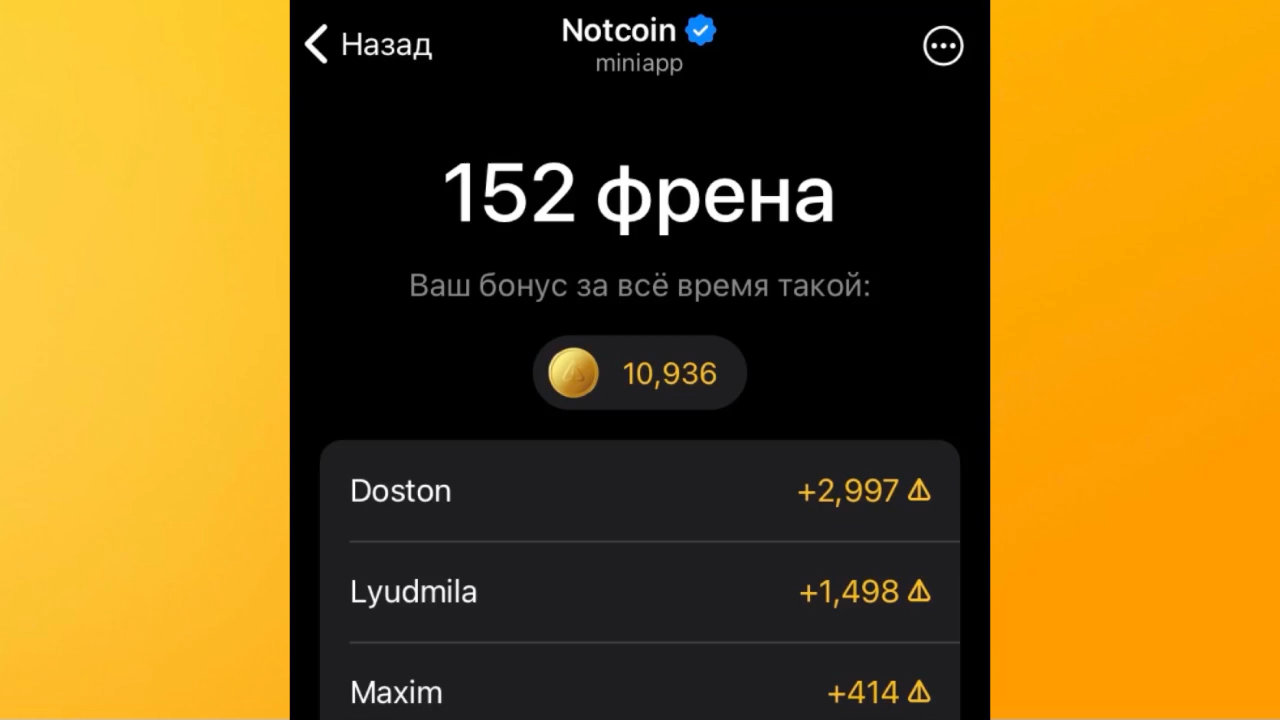 Назад
Notcoin
miniapp
152 френа
Ваш бонус за всё время такой:
10,936
Doston +2,997
Lyudmila +1,498
Maxim +414